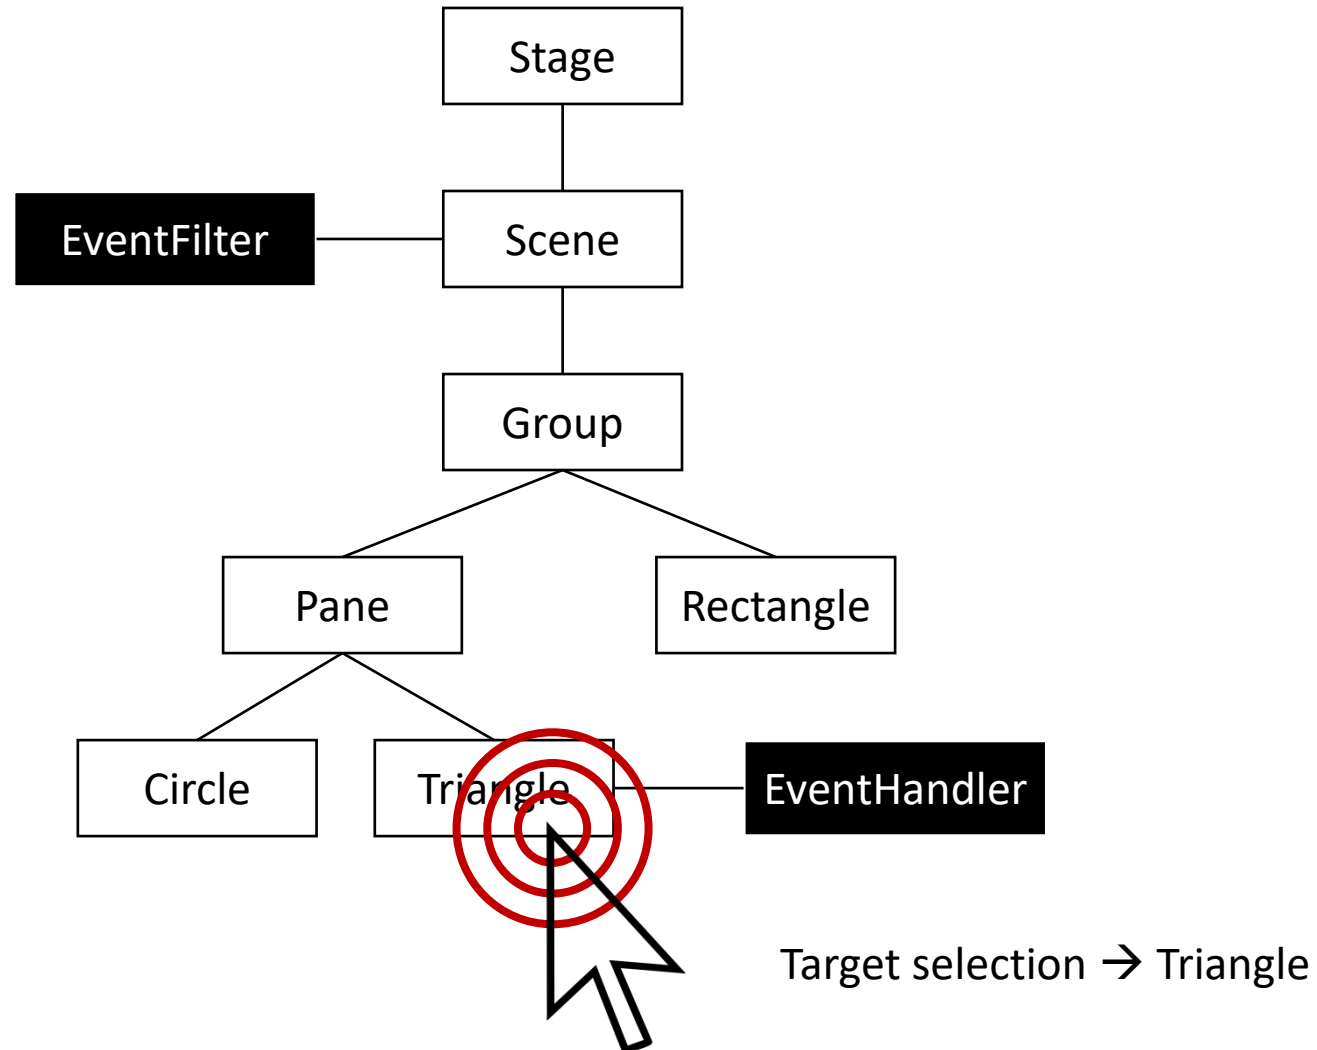 Stage
EventFilter
Scene
Group
Pane
Rectangle
Circle
Triangle
EventHandler
Target selection → Triangle